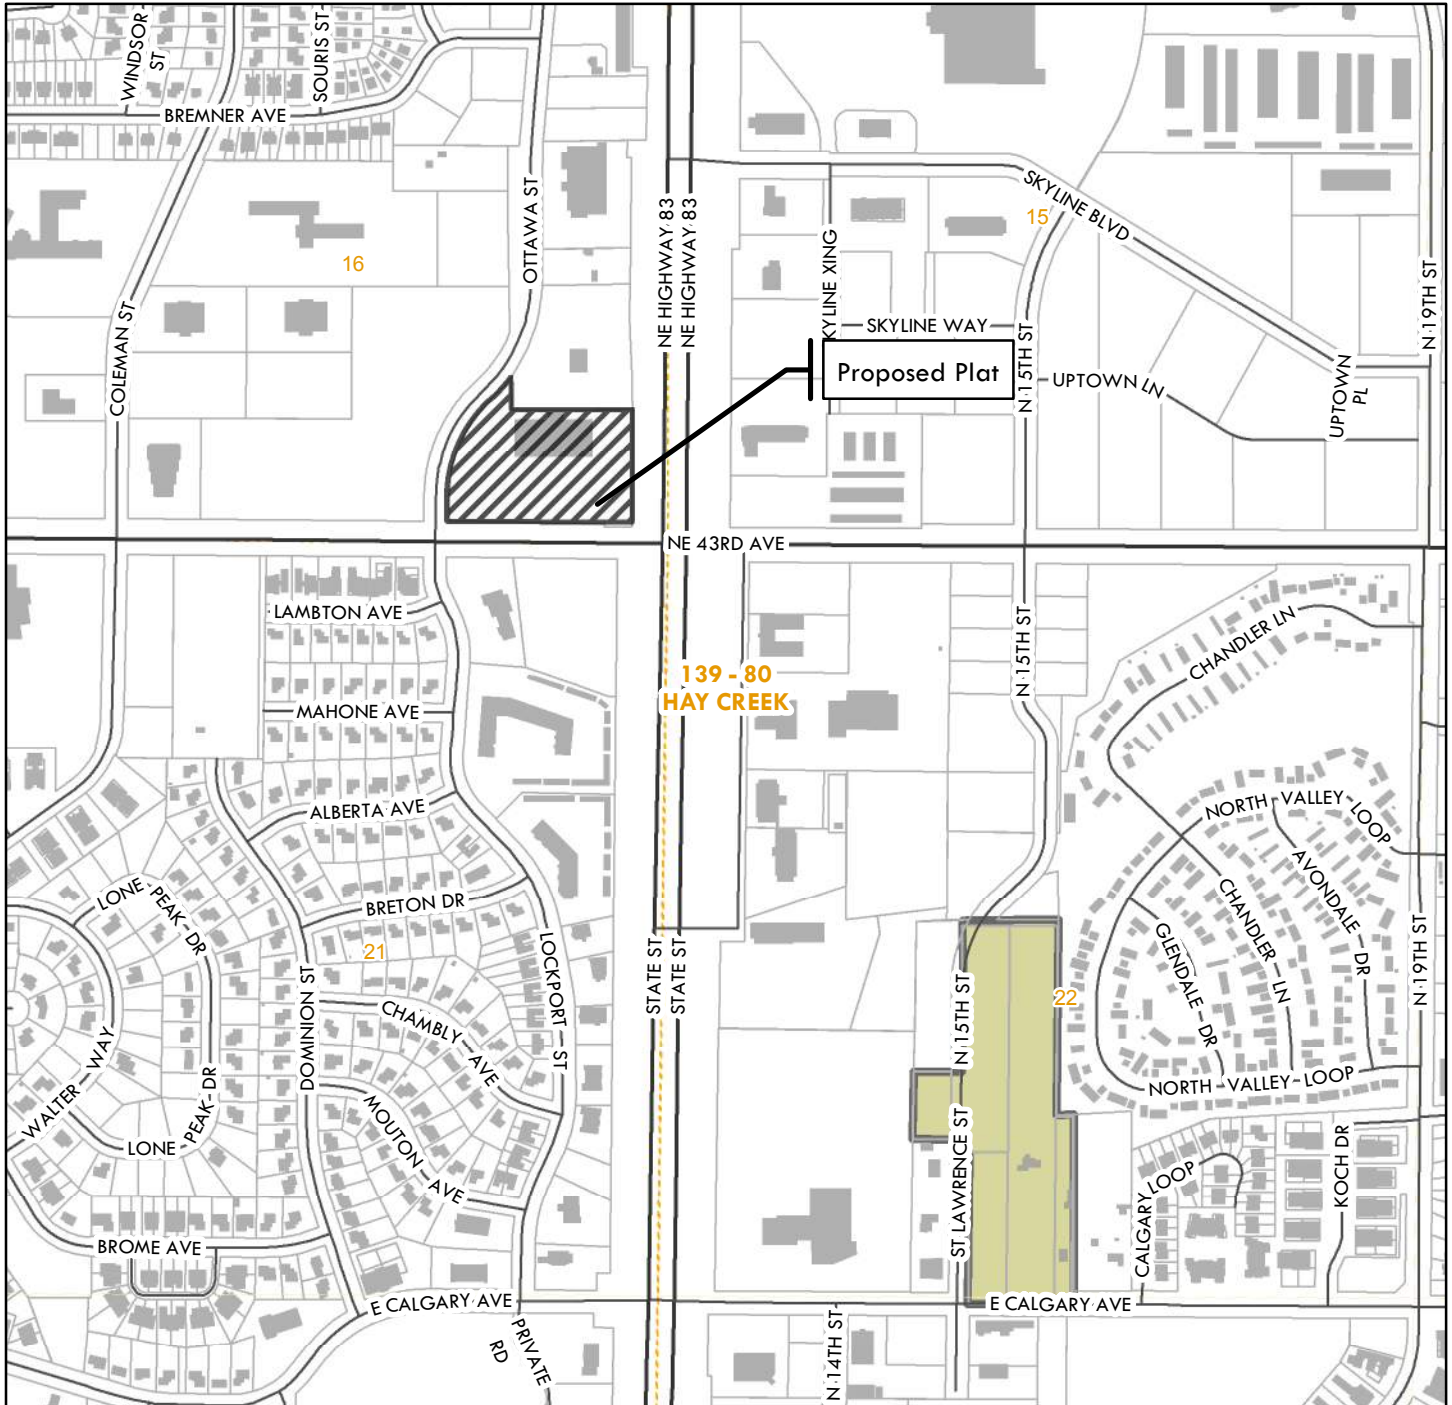 WINDSOR
ST
SOURIS ST
BREMNER AVE
OTTAWA ST
NE HIGHWAY 83
NE HIGHWAY 83
SKYLINE BLVD
15
16
KYLINE XING
N 19TH ST
COLEMAN ST
SKYLINE WAY
N 15TH ST
Proposed Plat
UPTOWN LN
UPTOWN
PL
NE 43RD AVE
LAMBTON AVE
N 15TH ST
CHANDLER LN
139 - 80
HAY CREEK
MAHONE AVE
ALBERTA AVE
NORTH VALLEY LOOP
LONE PEAK DR
BRETON DR
AVONDALE DR
CHANDLER LN
GLENDALE DR
21
LOCKPORT ST
STATE ST
STATE ST
N 15TH ST
22
N 19TH ST
DOMINION ST
CHAMBLY AVE
WALTER WAY
LONE PEAK DR
MOUTON AVE
NORTH VALLEY LOOP
ST LAWRENCE ST
CALGARY LOOP
KOCH DR
BROME AVE
E CALGARY AVE
E CALGARY AVE
PRIVATE
RD
N 14TH ST